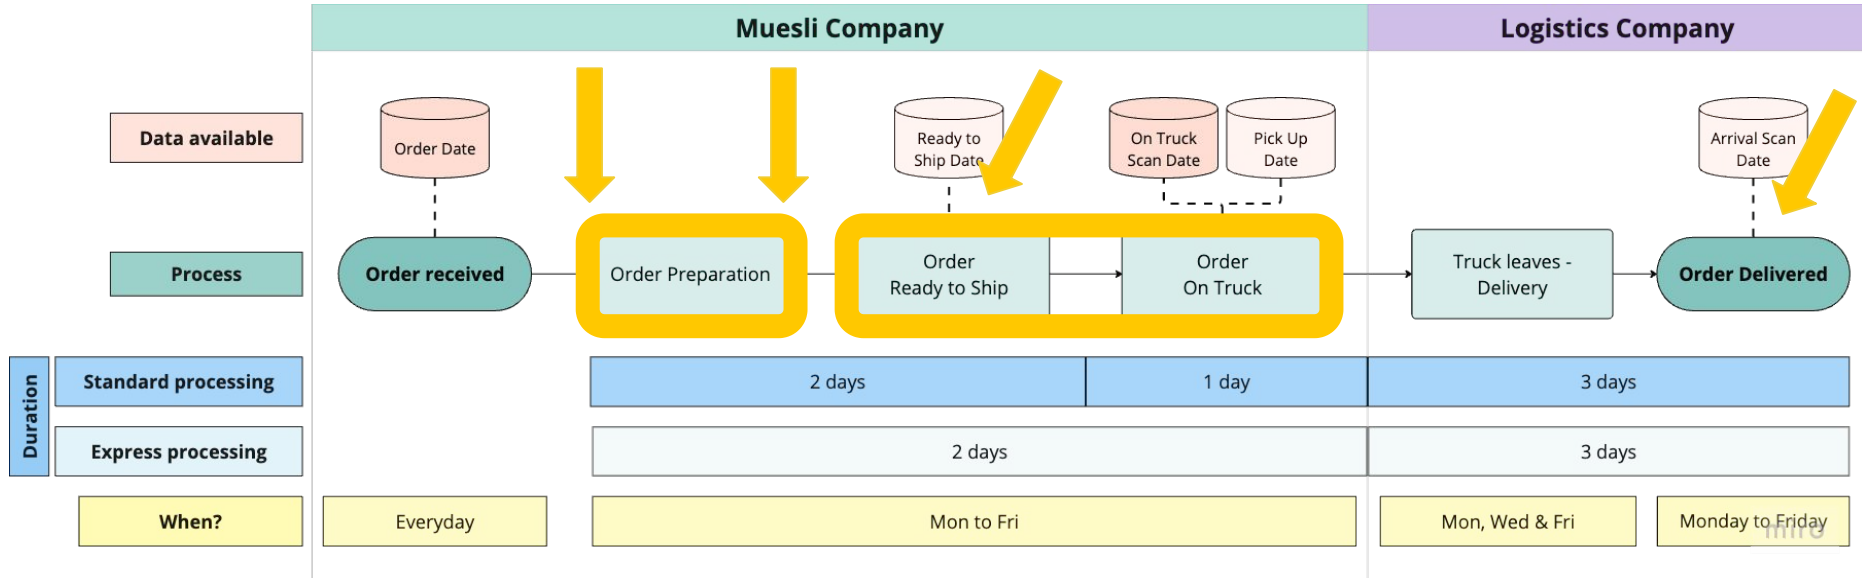 Muesli Company
Logistics Company
Data available
Order Date
Ready to
Ship Date
On Truck
Scan Date
Pick Up
Date
Arrival Scan
Date
Process
Order received
Order Preparation
Order
Ready to Ship
Order
On Truck
Truck leaves -
Delivery
Order Delivered
Duration
Standard processing
2 days
1 day
3 days
Express processing
2 days
3 days
When?
Everyday
Mon to Fri
Mon, Wed & Fri
Monday to Friday
miro